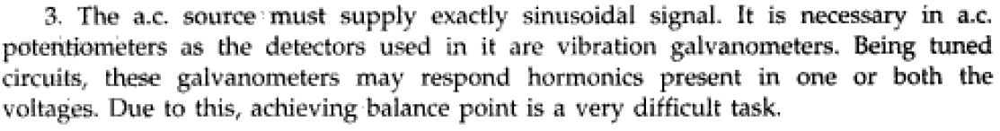 3. The a.c. source must supply exactly sinusoidal signal. It is necessary in a.c.
potentiometers as the detectors used in it are vibration galvanometers. Being tuned
circuits, these galvanometers may respond hormonics present in one or both the
voltages. Due to this, achieving balance point is a very difficult task.